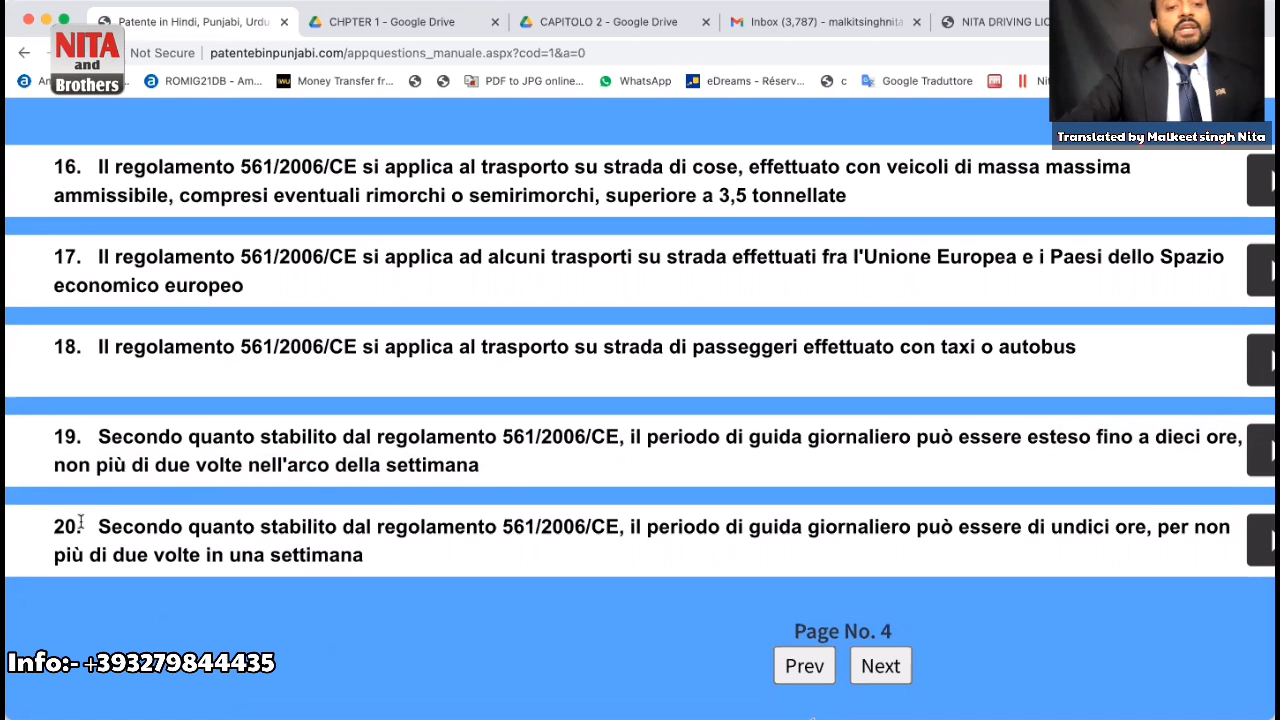 Patente in Hindi, Punjabi, Urdu
CHPTER 1 - Google Drive
CAPITOLO 2 - Google Drive
Inbox (3,787) - malkitsinghnita
NITA DRIVING LIC
NITA
and
Brothers
Not Secure
patentebinpunjabi.com/appquestions_manuale.aspx?cod=1&a=0
ROMIG21DB - Am...
Money Transfer fr...
PDF to JPG online...
WhatsApp
eDreams - Réserv...
c
Google Traduttore
Translated by Malkeet singh Nita
16. Il regolamento 561/2006/CE si applica al trasporto su strada di cose, effettuato con veicoli di massa massima
ammissibile, compresi eventuali rimorchi o semirimorchi, superiore a 3,5 tonnellate
17. Il regolamento 561/2006/CE si applica ad alcuni trasporti su strada effettuati fra l'Unione Europea e i Paesi dello Spazio
economico europeo
18. Il regolamento 561/2006/CE si applica al trasporto su strada di passeggeri effettuato con taxi o autobus
19. Secondo quanto stabilito dal regolamento 561/2006/CE, il periodo di guida giornaliero può essere esteso fino a dieci ore,
non più di due volte nell'arco della settimana
20. Secondo quanto stabilito dal regolamento 561/2006/CE, il periodo di guida giornaliero può essere di undici ore, per non
più di due volte in una settimana
Page No. 4
Prev
Next
Info:- +393279844435